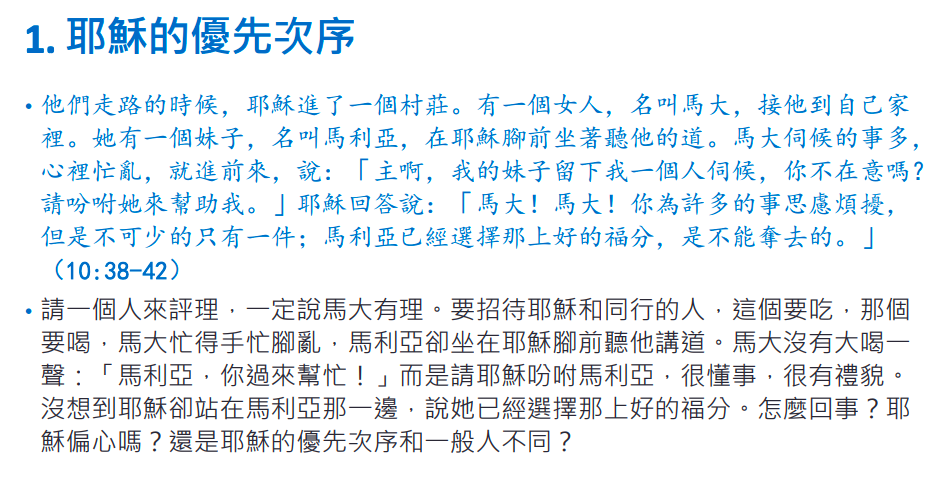 1. 耶穌的優先次序
• 他們走路的時候，耶穌進了一個村莊。有一個女人，名叫馬大，接他到自己家
裡。她有一個妹子，名叫馬利亞，在耶穌腳前坐著聽他的道。馬大伺候的事多，
心裡忙亂，就進前來，說：「主啊，我的妹子留下我一個人伺候，你不在意嗎？
請吩咐她來幫助我。」耶穌回答說：「馬大！馬大！你為許多的事思慮煩擾，
但是不可少的只有一件；馬利亞已經選擇那上好的福分，是不能奪去的。」
（10:38-42）
• 請一個人來評理，一定說馬大有理。要招待耶穌和同行的人，這個要吃，那個
要喝，馬大忙得手忙腳亂，馬利亞卻坐在耶穌腳前聽他講道。馬大沒有大喝一
聲：「馬利亞，你過來幫忙！」而是請耶穌吩咐馬利亞，很懂事，很有禮貌。
沒想到耶穌卻站在馬利亞那一邊，說她已經選擇那上好的福分。怎麼回事？耶
穌偏心嗎？還是耶穌的優先次序和一般人不同？